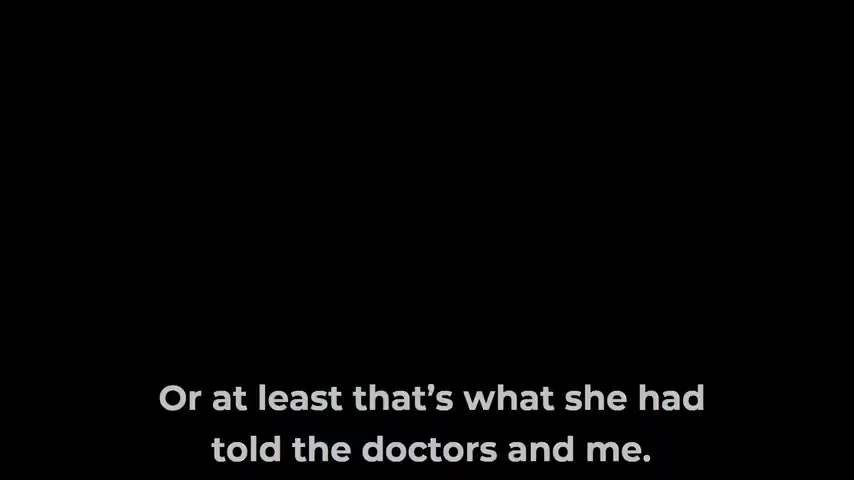 Or at least that’s what she had
told the doctors and me.